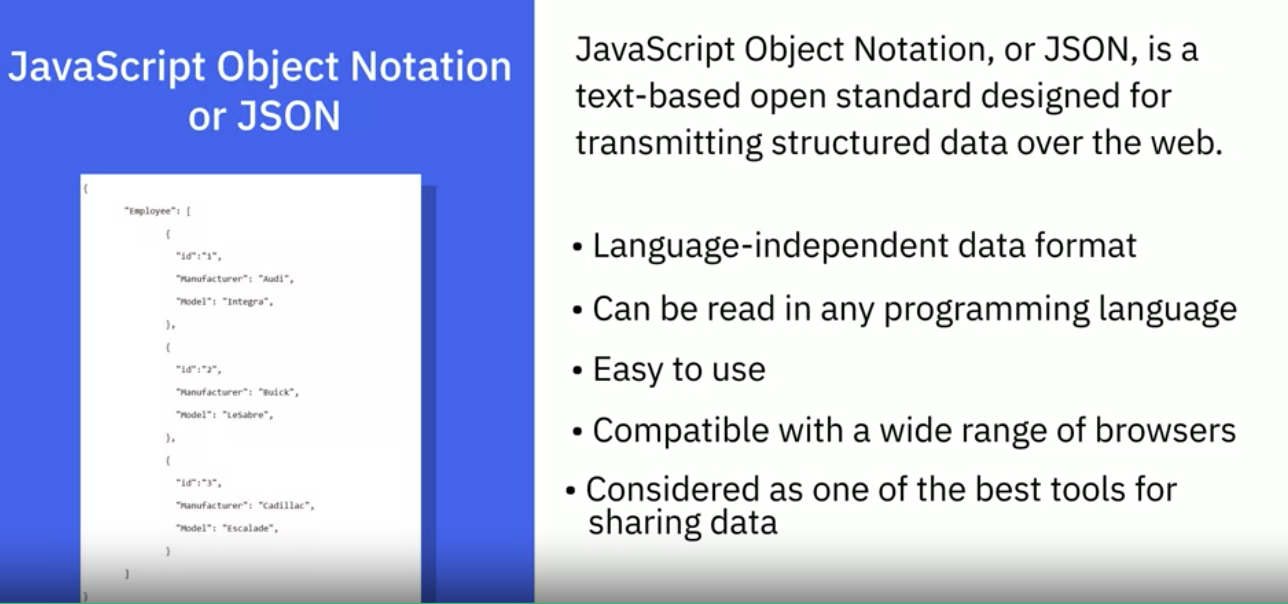 JavaScript Object Notation
or JSON
{
"Employee": [
{
"id":"1",
"Manufacturer": "Audi",
"Model": "Integra",
},
{
"id":"2",
"Manufacturer": "Buick",
"Model": "LeSabre",
},
{
"id":"3",
"Manufacturer": "Cadillac",
"Model": "Escalade",
}
]
}
JavaScript Object Notation, or JSON, is a
text-based open standard designed for
transmitting structured data over the web.
• Language-independent data format
• Can be read in any programming language
• Easy to use
• Compatible with a wide range of browsers
• Considered as one of the best tools for
sharing data